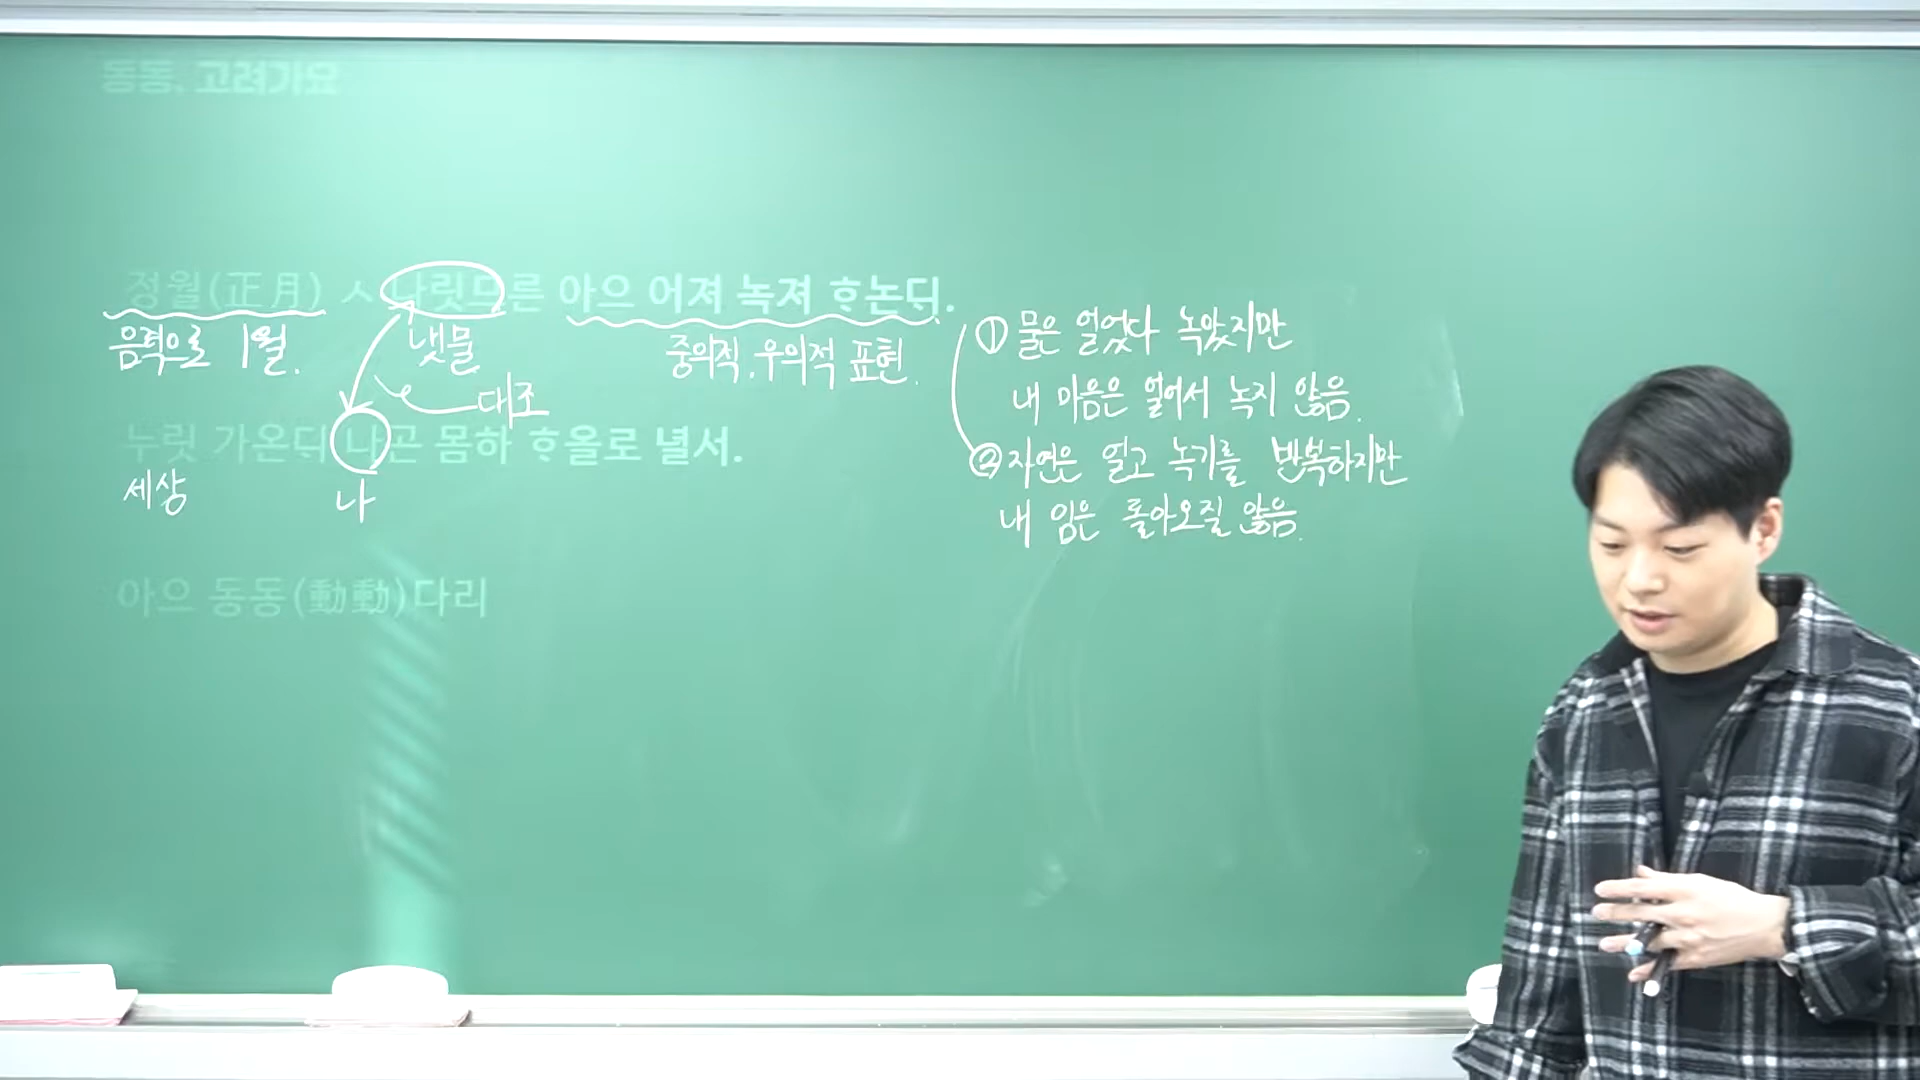 동동, 고려가요
정월(正月)ㅅ 나릿므른 아으 어져 녹져 ᄒᆞ논ᄃᆡ.
음력으로 1월.
냇물
중의적. 우의적 표현.
대조
누릿 가온ᄃᆡ 나곤 몸하 ᄒᆞ올로 녈셔.
세상
나
아으 동동(動動)다리
① 물은 얼었다 녹았지만
내 마음은 얼어서 녹지 않음.
② 자연은 얼고 녹기를 반복하지만
내 임은 돌아오질 않음.